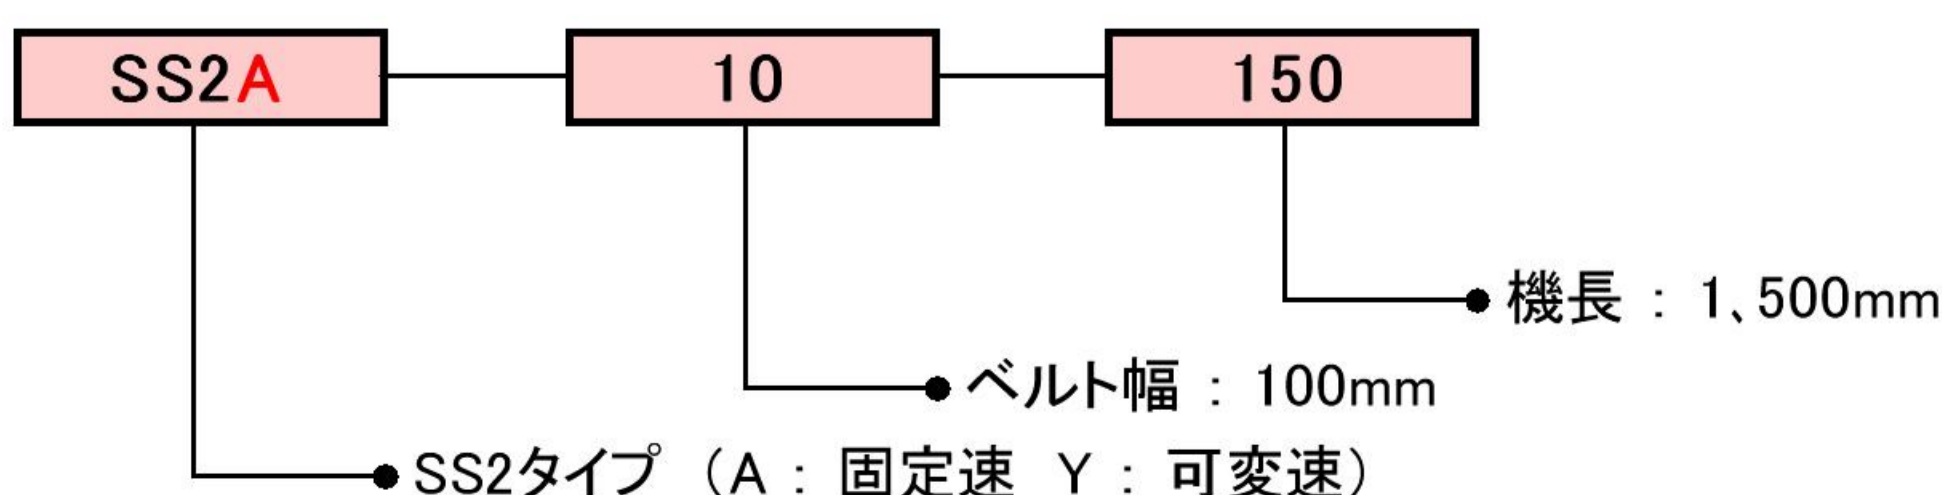 SS2A 10 150
機長 : 1、500mm
ベルト幅 : 100mm
SS2タイプ (A : 固定速 Y : 可変速)